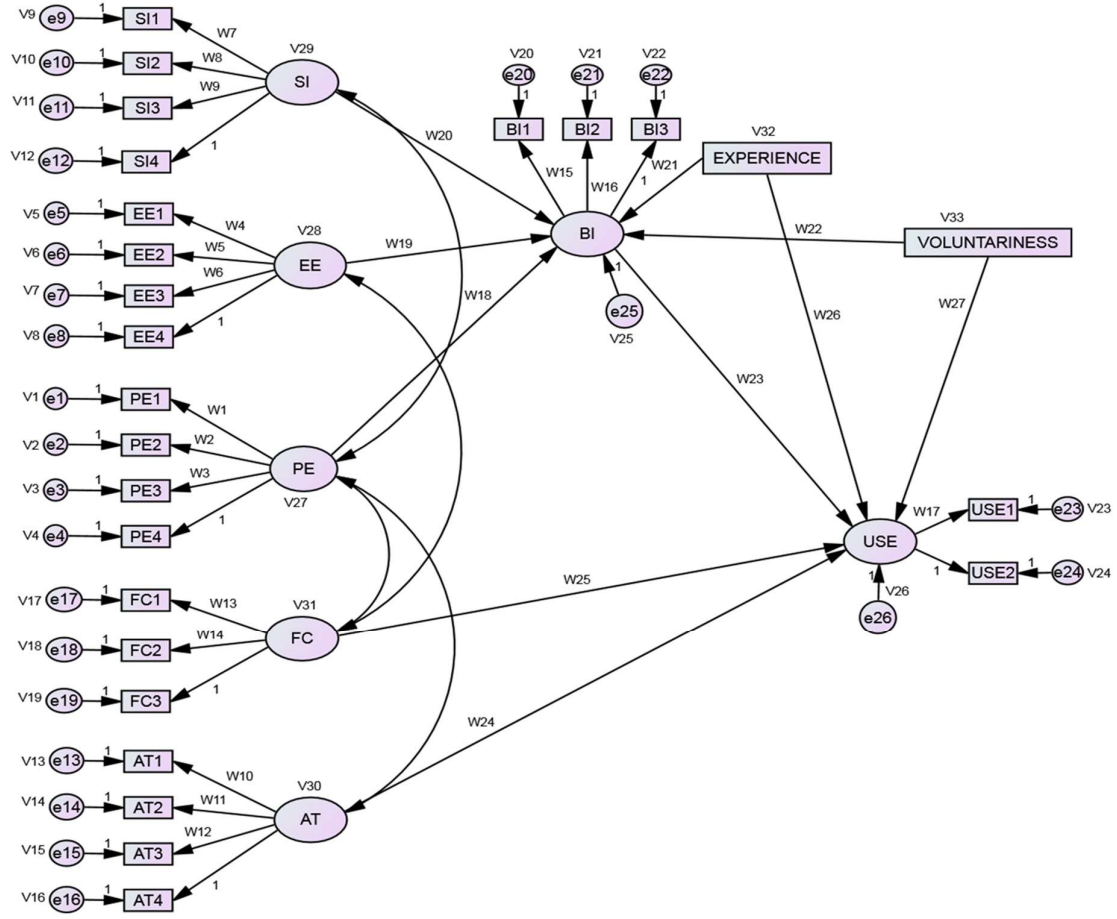 V9 e9 1 SI1 W7
V10 e10 1 SI2 W8
V11 e11 1 SI3 W9
V12 e12 1 SI4 1
V29
SI
W20
V20 V21 V22
e20 e21 e22
1 1 1
BI1 BI2 BI3
W15 W16 1 W21
V32
EXPERIENCE
V33
VOLUNTARINESS
W22
BI
1
e25
V25
V5 e5 1 EE1 W4
V6 e6 1 EE2 W5
V7 e7 1 EE3 W6
V8 e8 1 EE4 1
V28
EE
W19
W18
W26
W27
W23
V1 e1 1 PE1 W1
V2 e2 1 PE2 W2
V3 e3 1 PE3 W3
V4 e4 1 PE4 1
PE
V27
USE
W17 USE1 1 e23 V23
1 USE2 1 e24 V24
1
V26
e26
V17 e17 1 FC1 W13
V18 e18 1 FC2 W14
V19 e19 1 FC3 1
V31
FC
W25
W24
V13 e13 1 AT1 W10
V14 e14 1 AT2 W11
V15 e15 1 AT3 W12
V16 e16 1 AT4 1
V30
AT